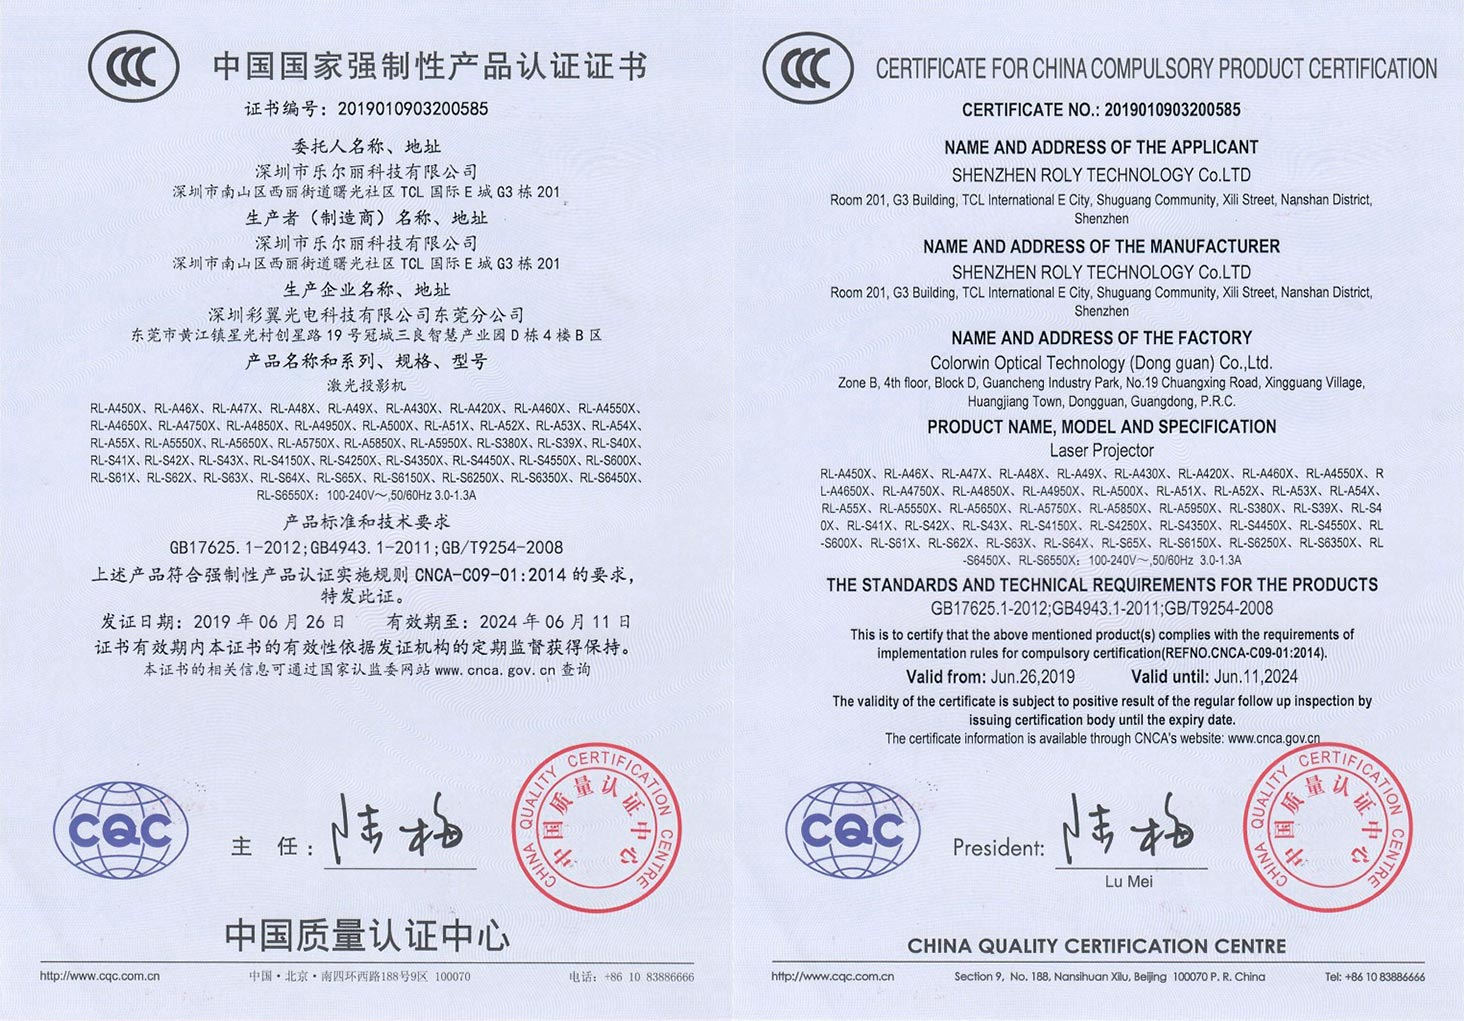 中国国家强制性产品认证证书
证书编号：2019010903200585
委托人名称、地址
深圳市乐尔丽科技有限公司
深圳市南山区西丽街道曙光社区 TCL 国际 E 城 G3 栋 201
生产者（制造商）名称、地址
深圳市乐尔丽科技有限公司
深圳市南山区西丽街道曙光社区 TCL 国际 E 城 G3 栋 201
生产企业名称、地址
深圳彩翼光电科技有限公司东莞分公司
东莞市黄江镇星光村创星路 19 号冠城三良智慧产业园 D 栋 4 楼 B 区
产品名称和系列、规格、型号
激光投影机
RL-A450X、RL-A46X、RL-A47X、RL-A48X、RL-A49X、RL-A430X、RL-A420X、RL-A460X、RL-A4550X、
RL-A4650X、RL-A4750X、RL-A4850X、RL-A4950X、RL-A500X、RL-A51X、RL-A52X、RL-A53X、RL-A54X、
RL-A55X、RL-A5550X、RL-A5650X、RL-A5750X、RL-A5850X、RL-A5950X、RL-S380X、RL-S39X、RL-S40X、
RL-S41X、RL-S42X、RL-S43X、RL-S4150X、RL-S4250X、RL-S4350X、RL-S4450X、RL-S4550X、RL-S600X、
RL-S61X、RL-S62X、RL-S63X、RL-S64X、RL-S65X、RL-S6150X、RL-S6250X、RL-S6350X、RL-S6450X、
RL-S6550X：100-240V～,50/60Hz 3.0-1.3A
产品标准和技术要求
GB17625.1-2012;GB4943.1-2011;GB/T9254-2008
上述产品符合强制性产品认证实施规则 CNCA-C09-01:2014 的要求，
特发此证。
发证日期：2019 年 06 月 26 日 有效期至：2024 年 06 月 11 日
证书有效期内本证书的有效性依据发证机构的定期监督获得保持。
本证书的相关信息可通过国家认监委网站 www.cnca.gov.cn 查询
CQC
主 任：
陆梅
CHINA QUALITY CERTIFICATION CENTRE
中国质量认证中心
中国质量认证中心
http://www.cqc.com.cn 中国·北京·南四环西路188号9区 100070 电话：+86 10 83886666
CERTIFICATE FOR CHINA COMPULSORY PRODUCT CERTIFICATION
CERTIFICATE NO.: 2019010903200585
NAME AND ADDRESS OF THE APPLICANT
SHENZHEN ROLY TECHNOLOGY Co.LTD
Room 201, G3 Building, TCL International E City, Shuguang Community, Xili Street, Nanshan District,
Shenzhen
NAME AND ADDRESS OF THE MANUFACTURER
SHENZHEN ROLY TECHNOLOGY Co.LTD
Room 201, G3 Building, TCL International E City, Shuguang Community, Xili Street, Nanshan District,
Shenzhen
NAME AND ADDRESS OF THE FACTORY
Colorwin Optical Technology (Dong guan) Co.,Ltd.
Zone B, 4th floor, Block D, Guancheng Industry Park, No.19 Chuangxing Road, Xingguang Village,
Huangjiang Town, Dongguan, Guangdong, P.R.C.
PRODUCT NAME, MODEL AND SPECIFICATION
Laser Projector
RL-A450X、RL-A46X、RL-A47X、RL-A48X、RL-A49X、RL-A430X、RL-A420X、RL-A460X、RL-A4550X、R
L-A4650X、RL-A4750X、RL-A4850X、RL-A4950X、RL-A500X、RL-A51X、RL-A52X、RL-A53X、RL-A54X、
RL-A55X、RL-A5550X、RL-A5650X、RL-A5750X、RL-A5850X、RL-A5950X、RL-S380X、RL-S39X、RL-S4
0X、RL-S41X、RL-S42X、RL-S43X、RL-S4150X、RL-S4250X、RL-S4350X、RL-S4450X、RL-S4550X、RL
-S600X、RL-S61X、RL-S62X、RL-S63X、RL-S64X、RL-S65X、RL-S6150X、RL-S6250X、RL-S6350X、RL
-S6450X、RL-S6550X：100-240V～,50/60Hz 3.0-1.3A
THE STANDARDS AND TECHNICAL REQUIREMENTS FOR THE PRODUCTS
GB17625.1-2012;GB4943.1-2011;GB/T9254-2008
This is to certify that the above mentioned product(s) complies with the requirements of
implementation rules for compulsory certification(REFNO.CNCA-C09-01:2014).
Valid from: Jun.26,2019 Valid until: Jun.11,2024
The validity of the certificate is subject to positive result of the regular follow up inspection by
issuing certification body until the expiry date.
The certificate information is available through CNCA's website: www.cnca.gov.cn
CQC
President:
陆梅
Lu Mei
CHINA QUALITY CERTIFICATION CENTRE
中国质量认证中心
CHINA QUALITY CERTIFICATION CENTRE
http://www.cqc.com.cn Section 9, No. 188, Nansihuan Xilu, Beijing 100070 P. R. China Tel: +86 10 83886666